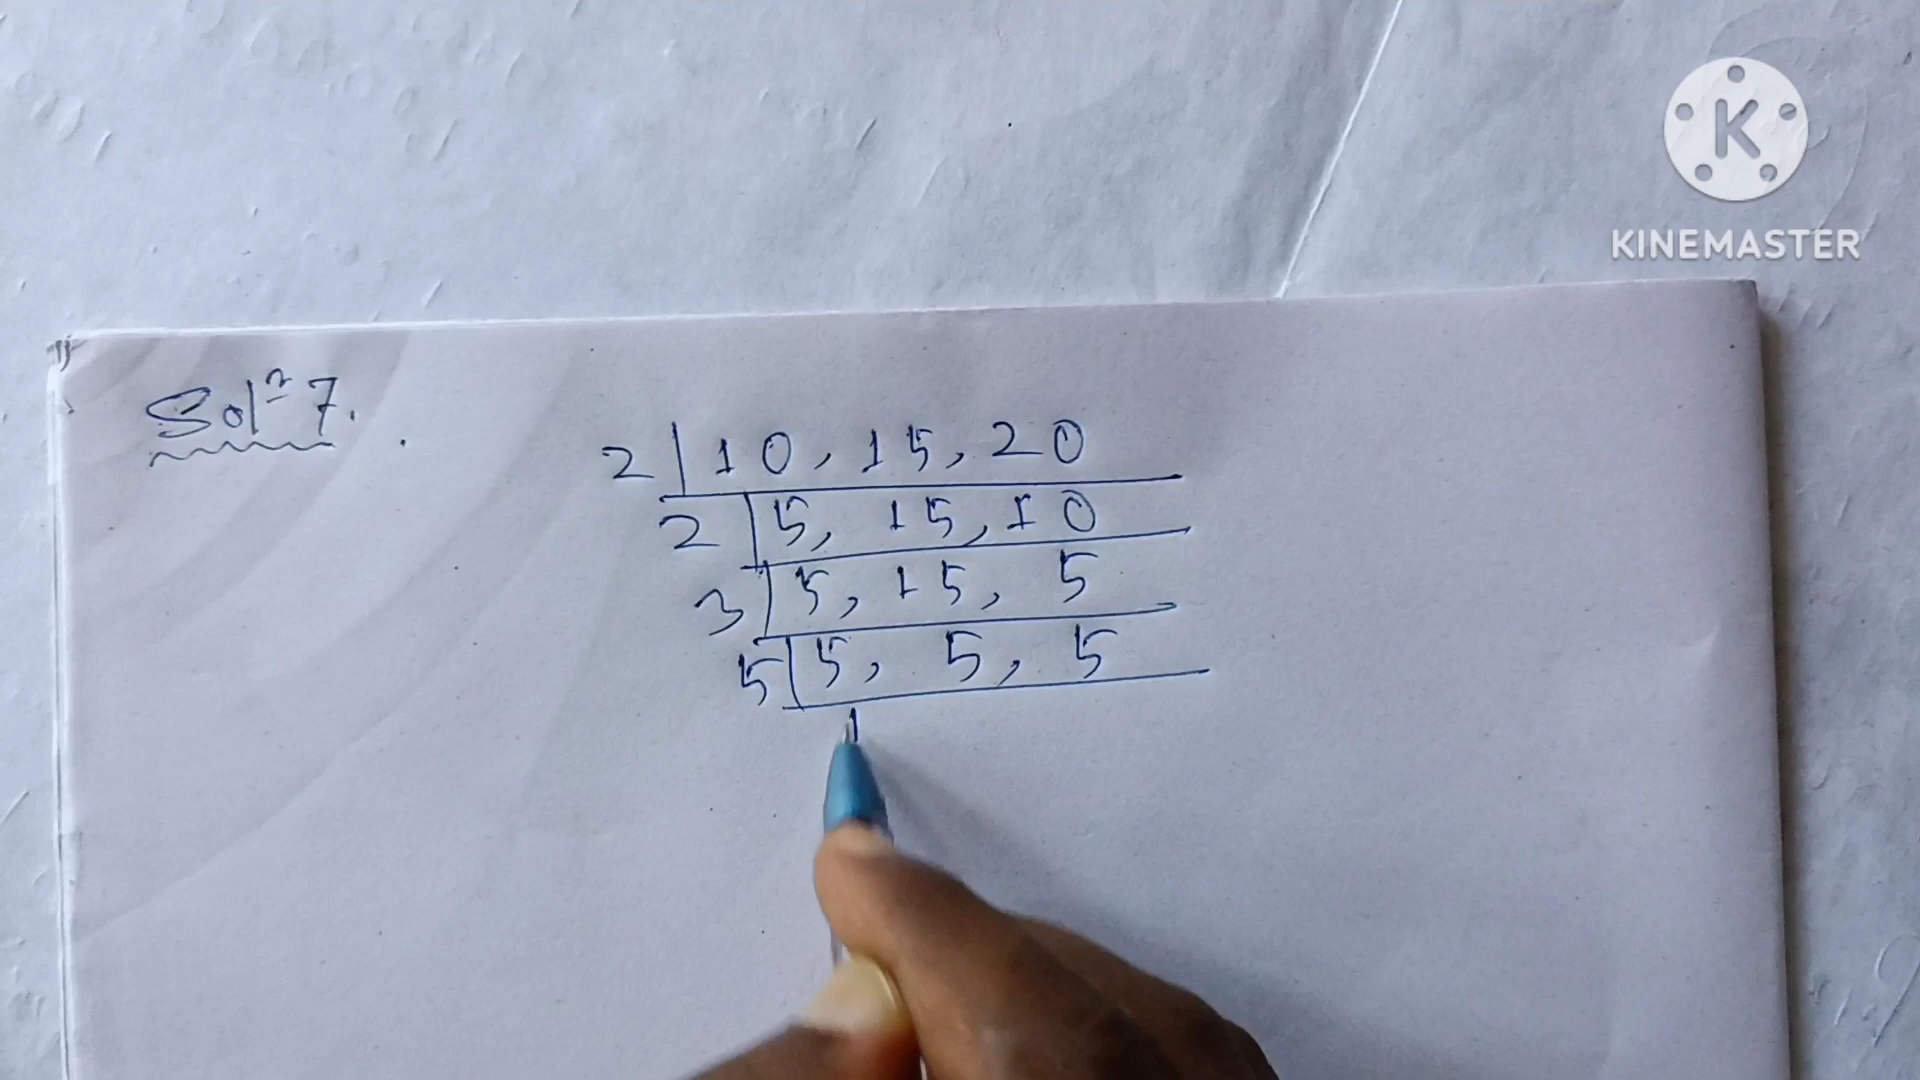 K
KINEMASTER
Solⁿ 7.
2 | 10, 15, 20
2 | 5, 15, 10
3 | 5, 15, 5
5 | 5, 5, 5
1